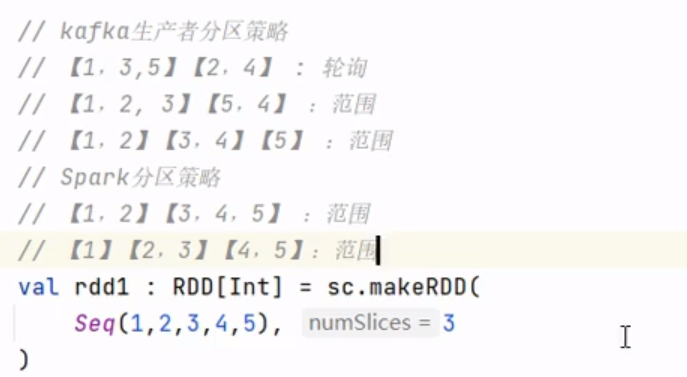 // kafka生产者分区策略
// 【1，3,5】【2，4】 : 轮询
// 【1，2, 3】【5，4】 : 范围
// 【1，2】【3，4】【5】 : 范围
// Spark分区策略
// 【1，2】【3，4，5】 : 范围
// 【1】【2，3】【4，5】: 范围
val rdd1 : RDD[Int] = sc.makeRDD(
Seq(1,2,3,4,5), numSlices = 3
)